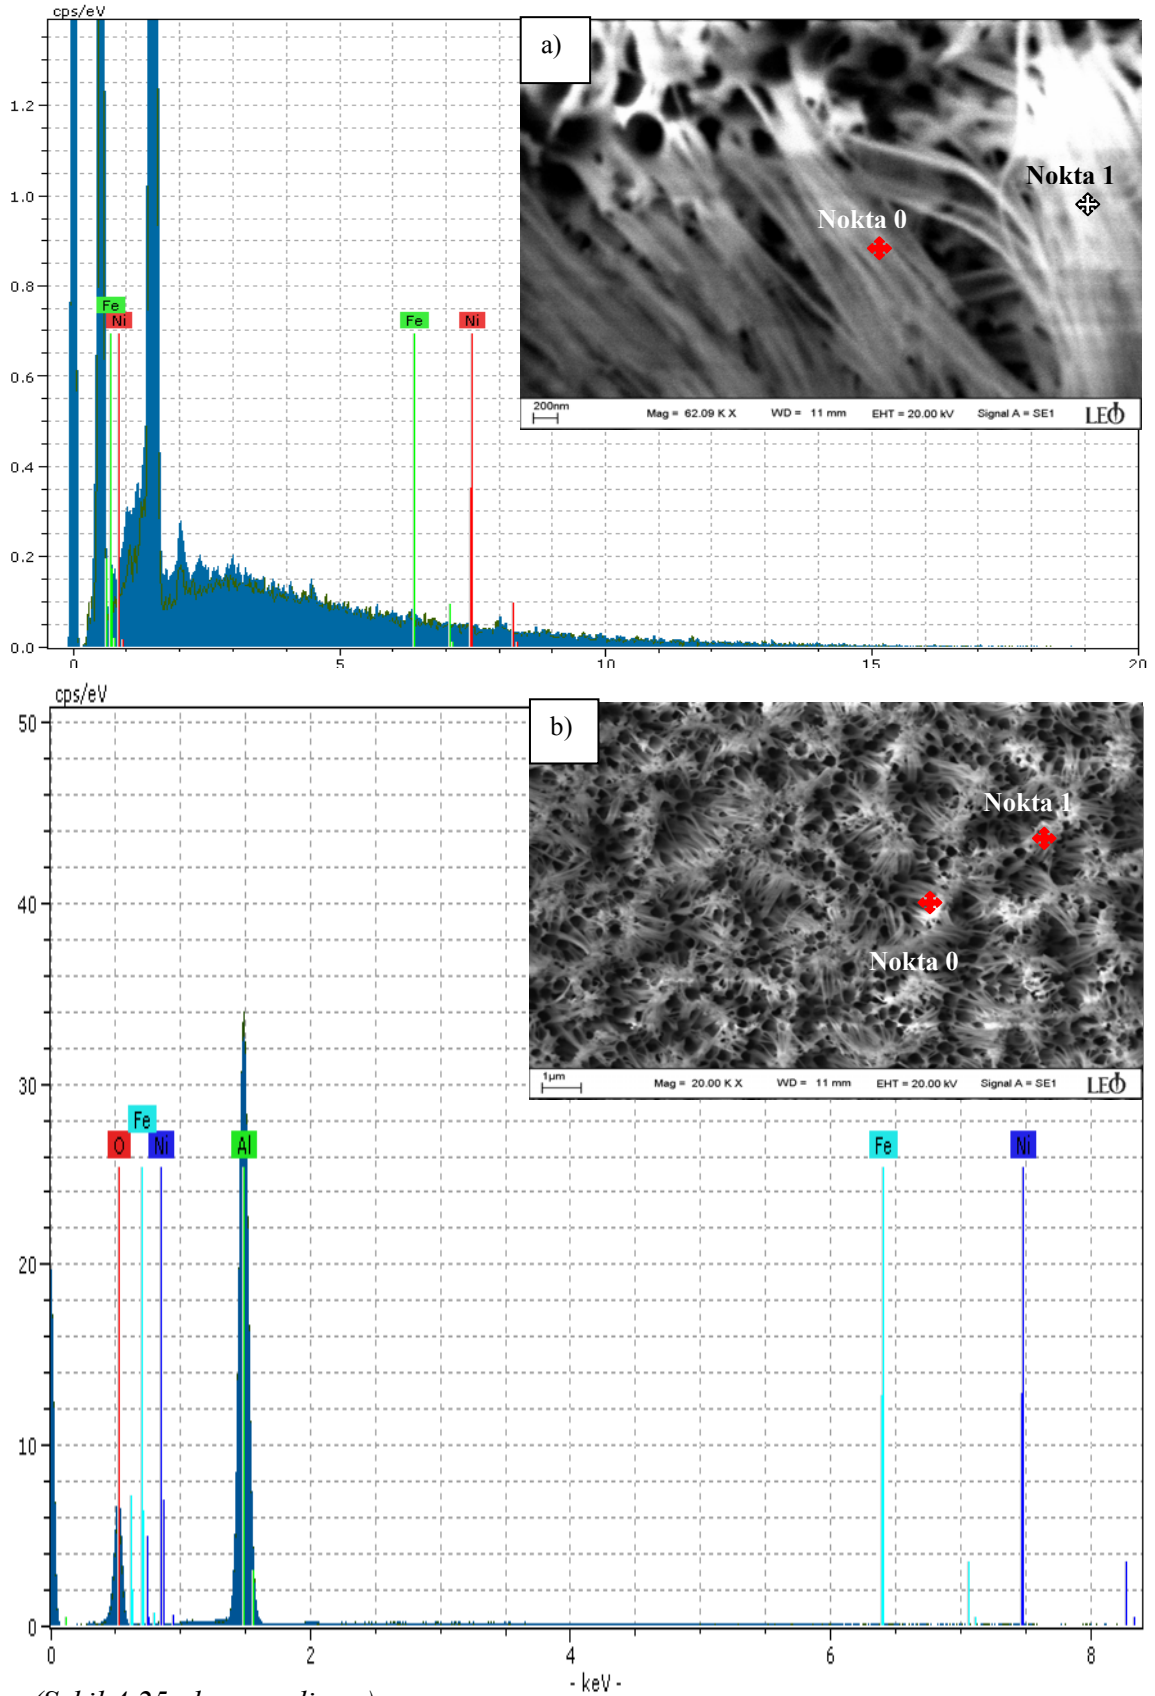 cps/eV
a)
1.2
Nokta 1
1.0
Nokta 0
0.8
Fe
Ni
Fe
Ni
0.6
200nm
Mag = 62.09 K X
WD = 11 mm
EHT = 20.00 kV
Signal A = SE1
LEO
0.4
0.2
0.0
0
5
10
15
20
cps/eV
50
b)
Nokta 1
40
Nokta 0
1µm
Mag = 20.00 K X
WD = 11 mm
EHT = 20.00 kV
Signal A = SE1
LEO
30
Fe
O
Ni
Al
Fe
Ni
20
10
0
0
2
4
6
8
- keV -